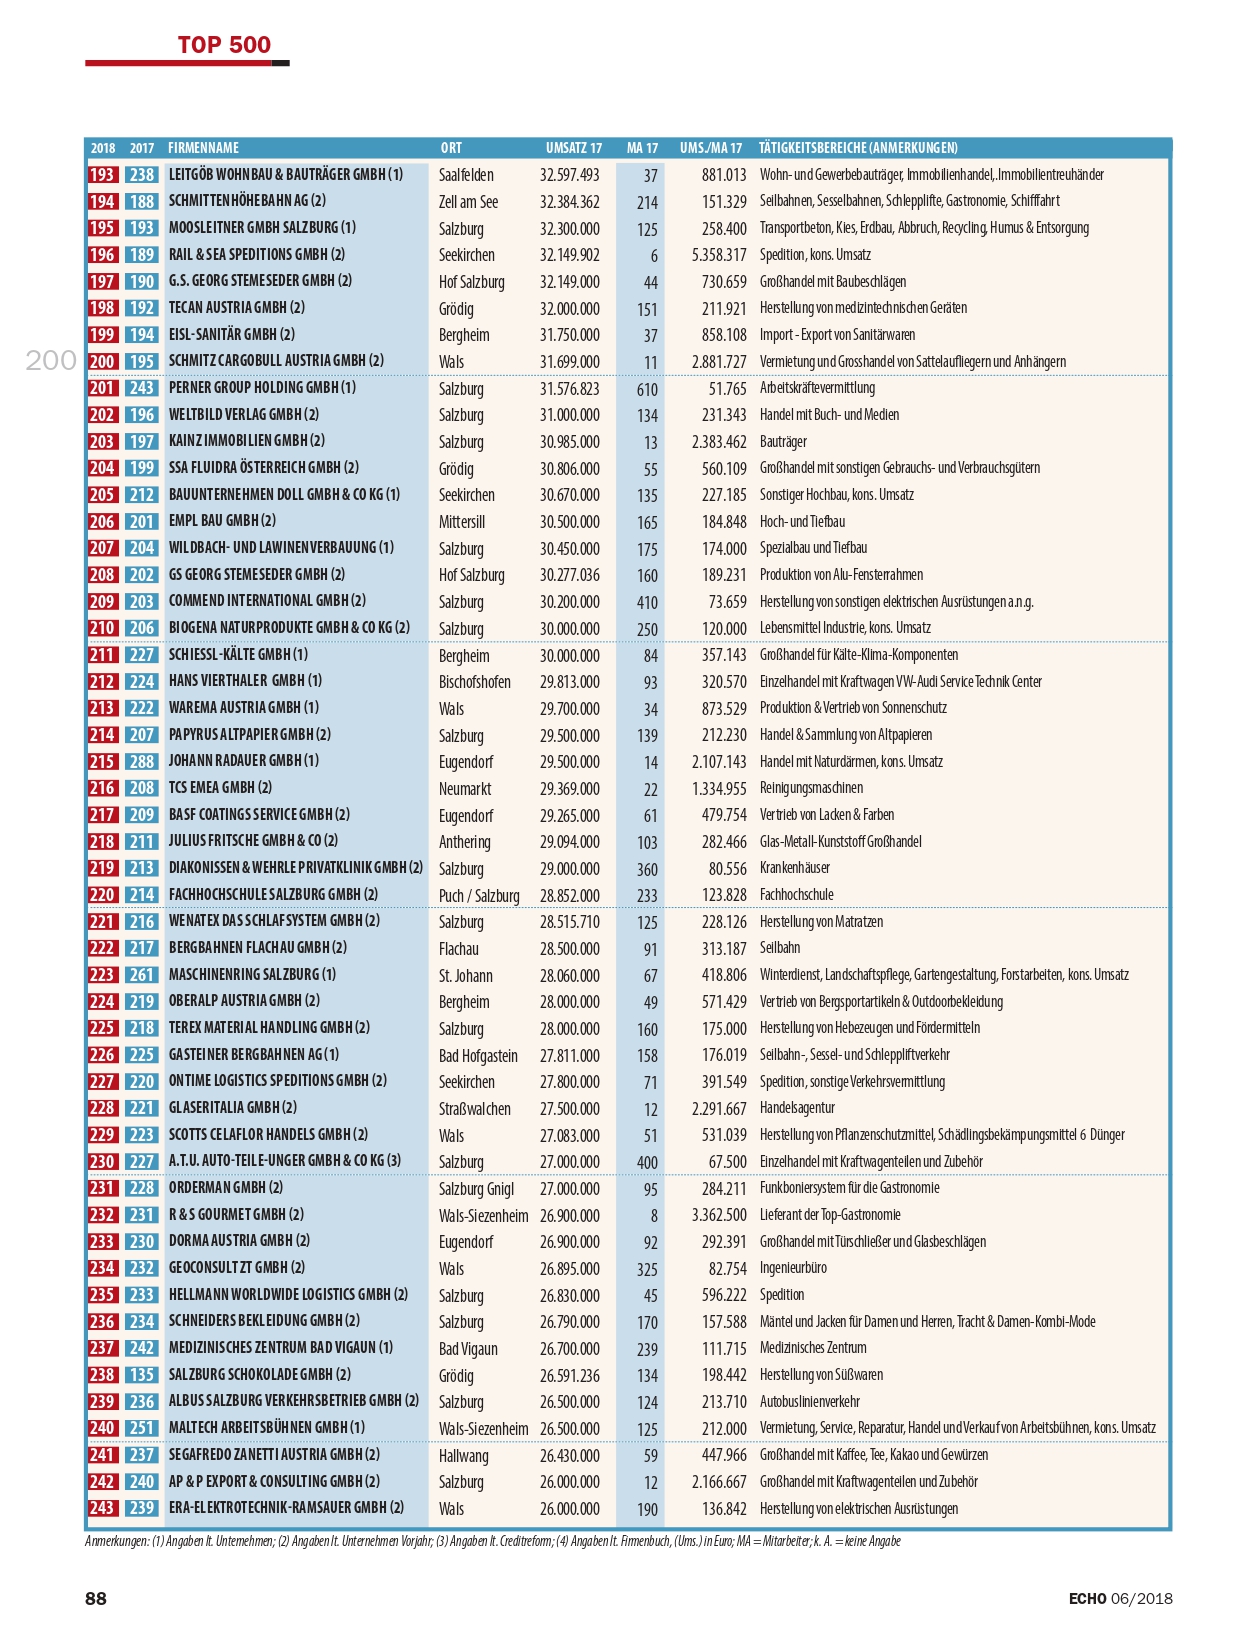 TOP 500
2018 2017 FIRMENNAME ORT UMSATZ 17 MA 17 UMS./MA 17 TÄTIGKEITSBEREICHE (ANMERKUNGEN)
193 238 LEITGÖB WOHNBAU & BAUTRÄGER GMBH (1) Saalfelden 32.597.493 37 881.013 Wohn- und Gewerbebauträger, Immobilienhandel,.Immobilientreuhänder
194 188 SCHMITTENHÖHEBAHN AG (2) Zell am See 32.384.362 214 151.329 Seilbahnen, Sesselbahnen, Schlepplifte, Gastronomie, Schifffahrt
195 193 MOOSLEITNER GMBH SALZBURG (1) Salzburg 32.300.000 125 258.400 Transportbeton, Kies, Erdbau, Abbruch, Recycling, Humus & Entsorgung
196 189 RAIL & SEA SPEDITIONS GMBH (2) Seekirchen 32.149.902 6 5.358.317 Spedition, kons. Umsatz
197 190 G.S. GEORG STEMESEDER GMBH (2) Hof Salzburg 32.149.000 44 730.659 Großhandel mit Baubeschlägen
198 192 TECAN AUSTRIA GMBH (2) Grödig 32.000.000 151 211.921 Herstellung von medizintechnischen Geräten
199 194 EISL-SANITÄR GMBH (2) Bergheim 31.750.000 37 858.108 Import - Export von Sanitärwaren
200 200 195 SCHMITZ CARGOBULL AUSTRIA GMBH (2) Wals 31.699.000 11 2.881.727 Vermietung und Grosshandel von Sattelaufliegern und Anhängern
201 243 PERNER GROUP HOLDING GMBH (1) Salzburg 31.576.823 610 51.765 Arbeitskräftevermittlung
202 196 WELTBILD VERLAG GMBH (2) Salzburg 31.000.000 134 231.343 Handel mit Buch- und Medien
203 197 KAINZ IMMOBILIEN GMBH (2) Salzburg 30.985.000 13 2.383.462 Bauträger
204 199 SSA FLUIDRA ÖSTERREICH GMBH (2) Grödig 30.806.000 55 560.109 Großhandel mit sonstigen Gebrauchs- und Verbrauchsgütern
205 212 BAUUNTERNEHMEN DOLL GMBH & CO KG (1) Seekirchen 30.670.000 135 227.185 Sonstiger Hochbau, kons. Umsatz
206 201 EMPL BAU GMBH (2) Mittersill 30.500.000 165 184.848 Hoch- und Tiefbau
207 204 WILDBACH- UND LAWINENVERBAUUNG (1) Salzburg 30.450.000 175 174.000 Spezialbau und Tiefbau
208 202 GS GEORG STEMESEDER GMBH (2) Hof Salzburg 30.277.036 160 189.231 Produktion von Alu-Fensterrahmen
209 203 COMMEND INTERNATIONAL GMBH (2) Salzburg 30.200.000 410 73.659 Herstellung von sonstigen elektrischen Ausrüstungen a.n.g.
210 206 BIOGENA NATURPRODUKTE GMBH & CO KG (2) Salzburg 30.000.000 250 120.000 Lebensmittel Industrie, kons. Umsatz
211 227 SCHIESSL-KÄLTE GMBH (1) Bergheim 30.000.000 84 357.143 Großhandel für Kälte-Klima-Komponenten
212 224 HANS VIERTHALER GMBH (1) Bischofshofen 29.813.000 93 320.570 Einzelhandel mit Kraftwagen VW-Audi Service Technik Center
213 222 WAREMA AUSTRIA GMBH (1) Wals 29.700.000 34 873.529 Produktion & Vertrieb von Sonnenschutz
214 207 PAPYRUS ALTPAPIER GMBH (2) Salzburg 29.500.000 139 212.230 Handel & Sammlung von Altpapieren
215 288 JOHANN RADAUER GMBH (1) Eugendorf 29.500.000 14 2.107.143 Handel mit Naturdärmen, kons. Umsatz
216 208 TCS EMEA GMBH (2) Neumarkt 29.369.000 22 1.334.955 Reinigungsmaschinen
217 209 BASF COATINGS SERVICE GMBH (2) Eugendorf 29.265.000 61 479.754 Vertrieb von Lacken & Farben
218 211 JULIUS FRITSCHE GMBH & CO (2) Anthering 29.094.000 103 282.466 Glas-Metall-Kunststoff Großhandel
219 213 DIAKONISSEN & WEHRLE PRIVATKLINIK GMBH (2) Salzburg 29.000.000 360 80.556 Krankenhäuser
220 214 FACHHOCHSCHULE SALZBURG GMBH (2) Puch / Salzburg 28.852.000 233 123.828 Fachhochschule
221 216 WENATEX DAS SCHLAFSYSTEM GMBH (2) Salzburg 28.515.710 125 228.126 Herstellung von Matratzen
222 217 BERGBAHNEN FLACHAU GMBH (2) Flachau 28.500.000 91 313.187 Seilbahn
223 261 MASCHINENRING SALZBURG (1) St. Johann 28.060.000 67 418.806 Winterdienst, Landschaftspflege, Gartengestaltung, Forstarbeiten, kons. Umsatz
224 219 OBERALP AUSTRIA GMBH (2) Bergheim 28.000.000 49 571.429 Vertrieb von Bergsportartikeln & Outdoorbekleidung
225 218 TEREX MATERIAL HANDLING GMBH (2) Salzburg 28.000.000 160 175.000 Herstellung von Hebezeugen und Fördermitteln
226 225 GASTEINER BERGBAHNEN AG (1) Bad Hofgastein 27.811.000 158 176.019 Seilbahn-, Sessel- und Schleppliftverkehr
227 220 ONTIME LOGISTICS SPEDITIONS GMBH (2) Seekirchen 27.800.000 71 391.549 Spedition, sonstige Verkehrsvermittlung
228 221 GLASERITALIA GMBH (2) Straßwalchen 27.500.000 12 2.291.667 Handelsagentur
229 223 SCOTTS CELAFLOR HANDELS GMBH (2) Wals 27.083.000 51 531.039 Herstellung von Pflanzenschutzmittel, Schädlingsbekämpungsmittel 6 Dünger
230 227 A.T.U. AUTO-TEILE-UNGER GMBH & CO KG (3) Salzburg 27.000.000 400 67.500 Einzelhandel mit Kraftwagenteilen und Zubehör
231 228 ORDERMAN GMBH (2) Salzburg Gnigl 27.000.000 95 284.211 Funkboniersystem für die Gastronomie
232 231 R & S GOURMET GMBH (2) Wals-Siezenheim 26.900.000 8 3.362.500 Lieferant der Top-Gastronomie
233 230 DORMA AUSTRIA GMBH (2) Eugendorf 26.900.000 92 292.391 Großhandel mit Türschließer und Glasbeschlägen
234 232 GEOCONSULT ZT GMBH (2) Wals 26.895.000 325 82.754 Ingenieurbüro
235 233 HELLMANN WORLDWIDE LOGISTICS GMBH (2) Salzburg 26.830.000 45 596.222 Spedition
236 234 SCHNEIDERS BEKLEIDUNG GMBH (2) Salzburg 26.790.000 170 157.588 Mäntel und Jacken für Damen und Herren, Tracht & Damen-Kombi-Mode
237 242 MEDIZINISCHES ZENTRUM BAD VIGAUN (1) Bad Vigaun 26.700.000 239 111.715 Medizinisches Zentrum
238 135 SALZBURG SCHOKOLADE GMBH (2) Grödig 26.591.236 134 198.442 Herstellung von Süßwaren
239 236 ALBUS SALZBURG VERKEHRSBETRIEB GMBH (2) Salzburg 26.500.000 124 213.710 Autobuslinienverkehr
240 251 MALTECH ARBEITSBÜHNEN GMBH (1) Wals-Siezenheim 26.500.000 125 212.000 Vermietung, Service, Reparatur, Handel und Verkauf von Arbeitsbühnen, kons. Umsatz
241 237 SEGAFREDO ZANETTI AUSTRIA GMBH (2) Hallwang 26.430.000 59 447.966 Großhandel mit Kaffee, Tee, Kakao und Gewürzen
242 240 AP & P EXPORT & CONSULTING GMBH (2) Salzburg 26.000.000 12 2.166.667 Großhandel mit Kraftwagenteilen und Zubehör
243 239 ERA-ELEKTROTECHNIK-RAMSAUER GMBH (2) Wals 26.000.000 190 136.842 Herstellung von elektrischen Ausrüstungen
Anmerkungen: (1) Angaben lt. Unternehmen; (2) Angaben lt. Unternehmen Vorjahr; (3) Angaben lt. Creditreform; (4) Angaben lt. Firmenbuch, (Ums.) in Euro; MA = Mitarbeiter; k. A. = keine Angabe
88 ECHO 06/2018